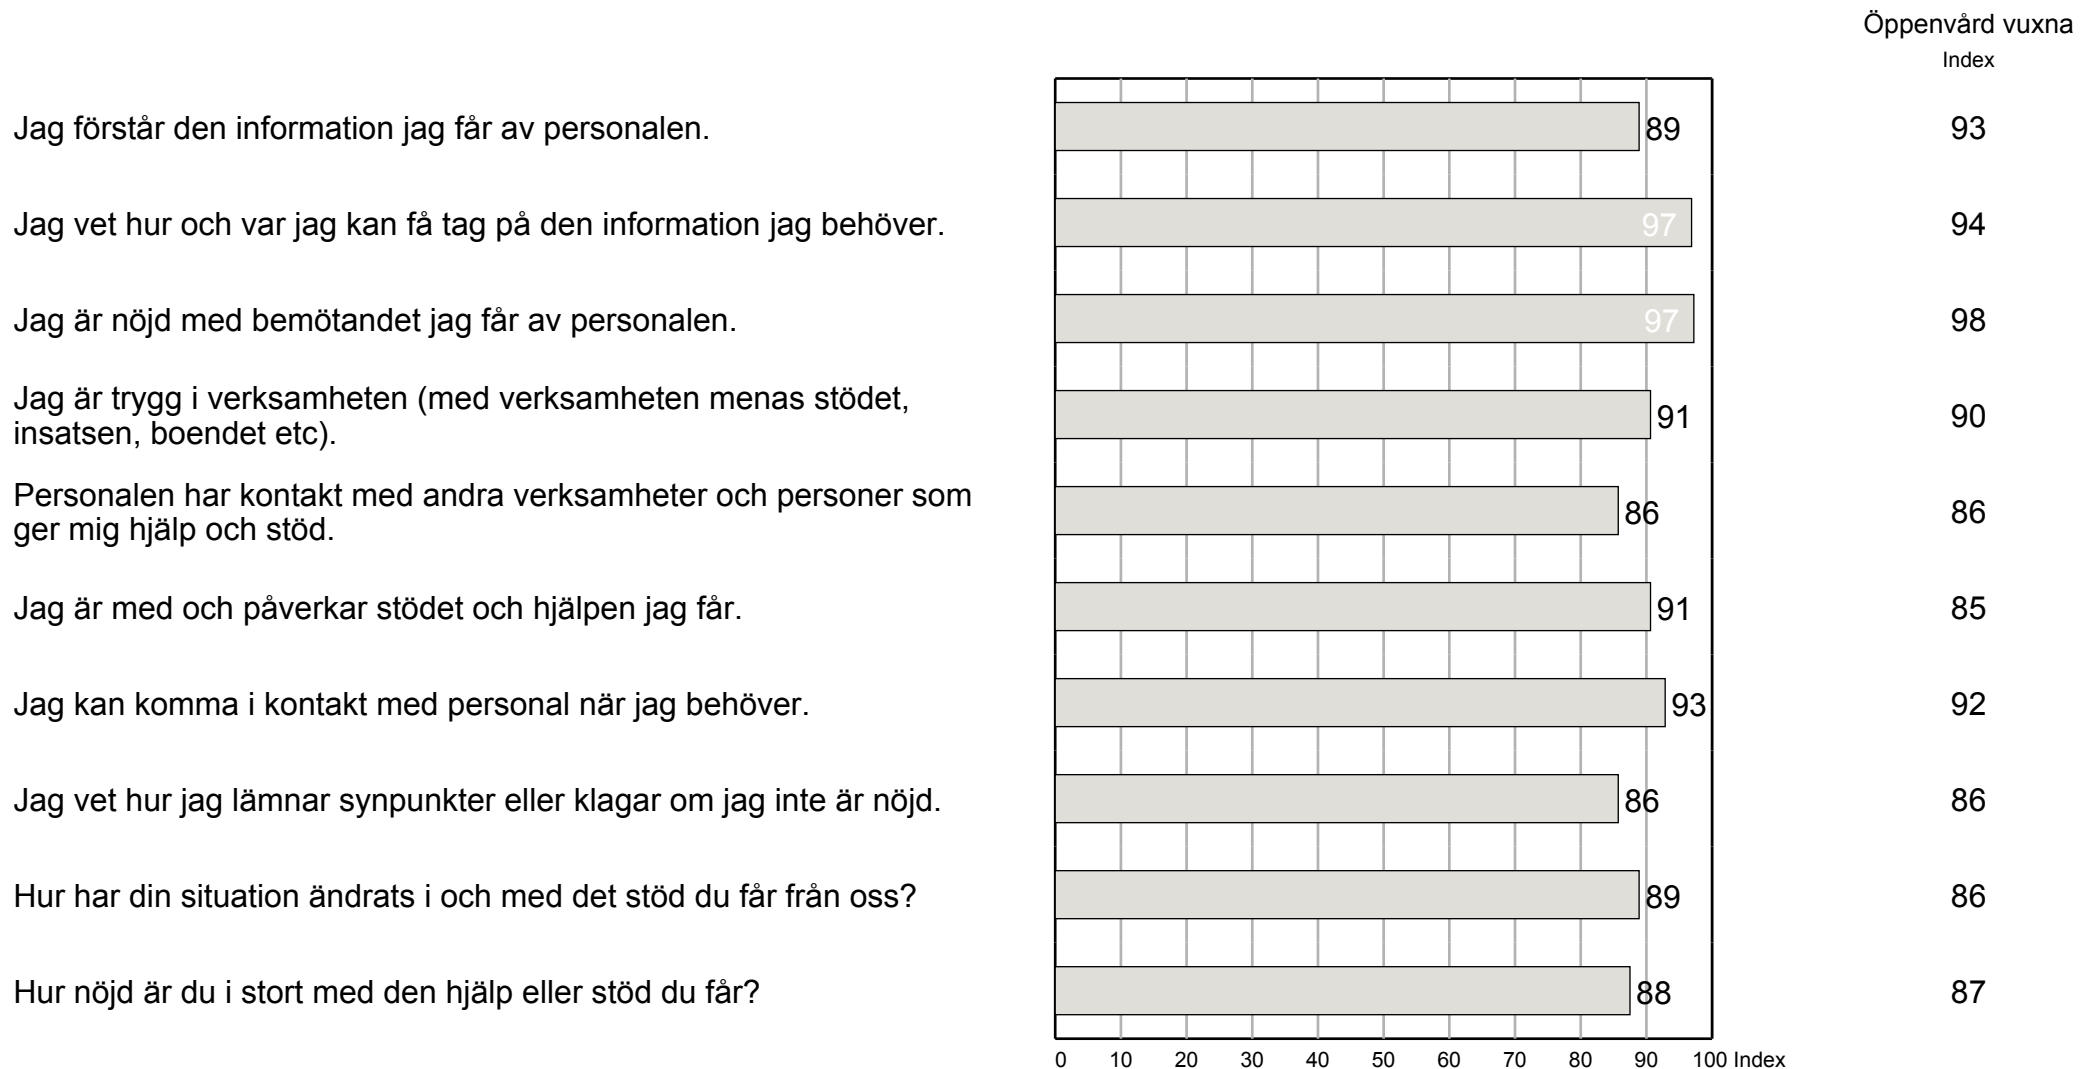 Öppenvård vuxna
Index
Jag förstår den information jag får av personalen.
89
93
Jag vet hur och var jag kan få tag på den information jag behöver.
97
94
Jag är nöjd med bemötandet jag får av personalen.
97
98
Jag är trygg i verksamheten (med verksamheten menas stödet,
insatsen, boendet etc).
91
90
Personalen har kontakt med andra verksamheter och personer som
ger mig hjälp och stöd.
86
86
Jag är med och påverkar stödet och hjälpen jag får.
91
85
Jag kan komma i kontakt med personal när jag behöver.
93
92
Jag vet hur jag lämnar synpunkter eller klagar om jag inte är nöjd.
86
86
Hur har din situation ändrats i och med det stöd du får från oss?
89
86
Hur nöjd är du i stort med den hjälp eller stöd du får?
88
87
0 10 20 30 40 50 60 70 80 90 100 Index